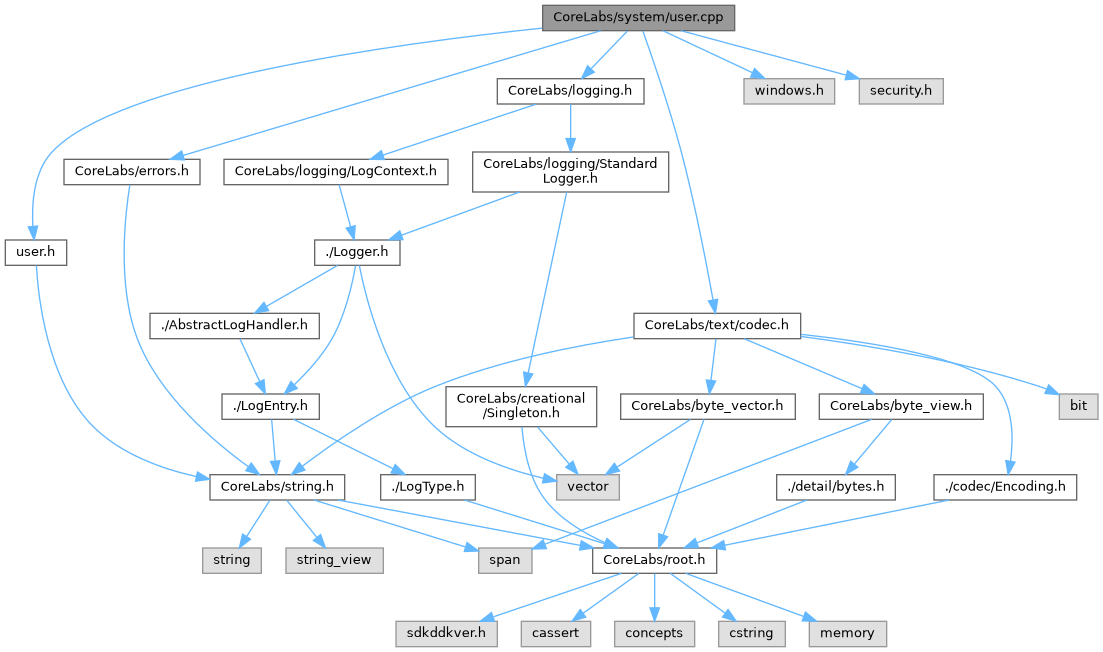 CoreLabs/system/user.cpp
CoreLabs/logging.h
windows.h
security.h
CoreLabs/errors.h
CoreLabs/logging/LogContext.h
CoreLabs/logging/Standard
Logger.h
user.h
./Logger.h
./AbstractLogHandler.h
CoreLabs/text/codec.h
./LogEntry.h
CoreLabs/creational
/Singleton.h
CoreLabs/byte_vector.h
CoreLabs/byte_view.h
bit
CoreLabs/string.h
./LogType.h
vector
./detail/bytes.h
./codec/Encoding.h
string
string_view
span
CoreLabs/root.h
sdkddkver.h
cassert
concepts
cstring
memory